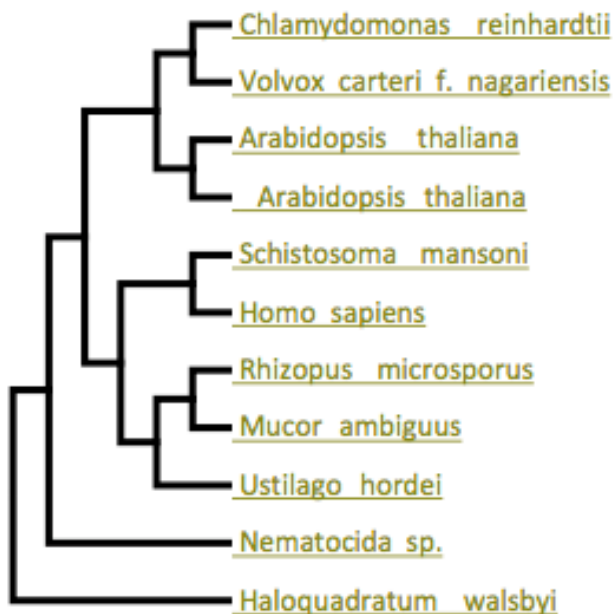 Chlamydomonas reinhardtii
Volvox carteri f. nagariensis
Arabidopsis thaliana
Arabidopsis thaliana
Schistosoma mansoni
Homo sapiens
Rhizopus microsporus
Mucor ambiguus
Ustilago hordei
Nematocida sp.
Haloquadratum walsbyi